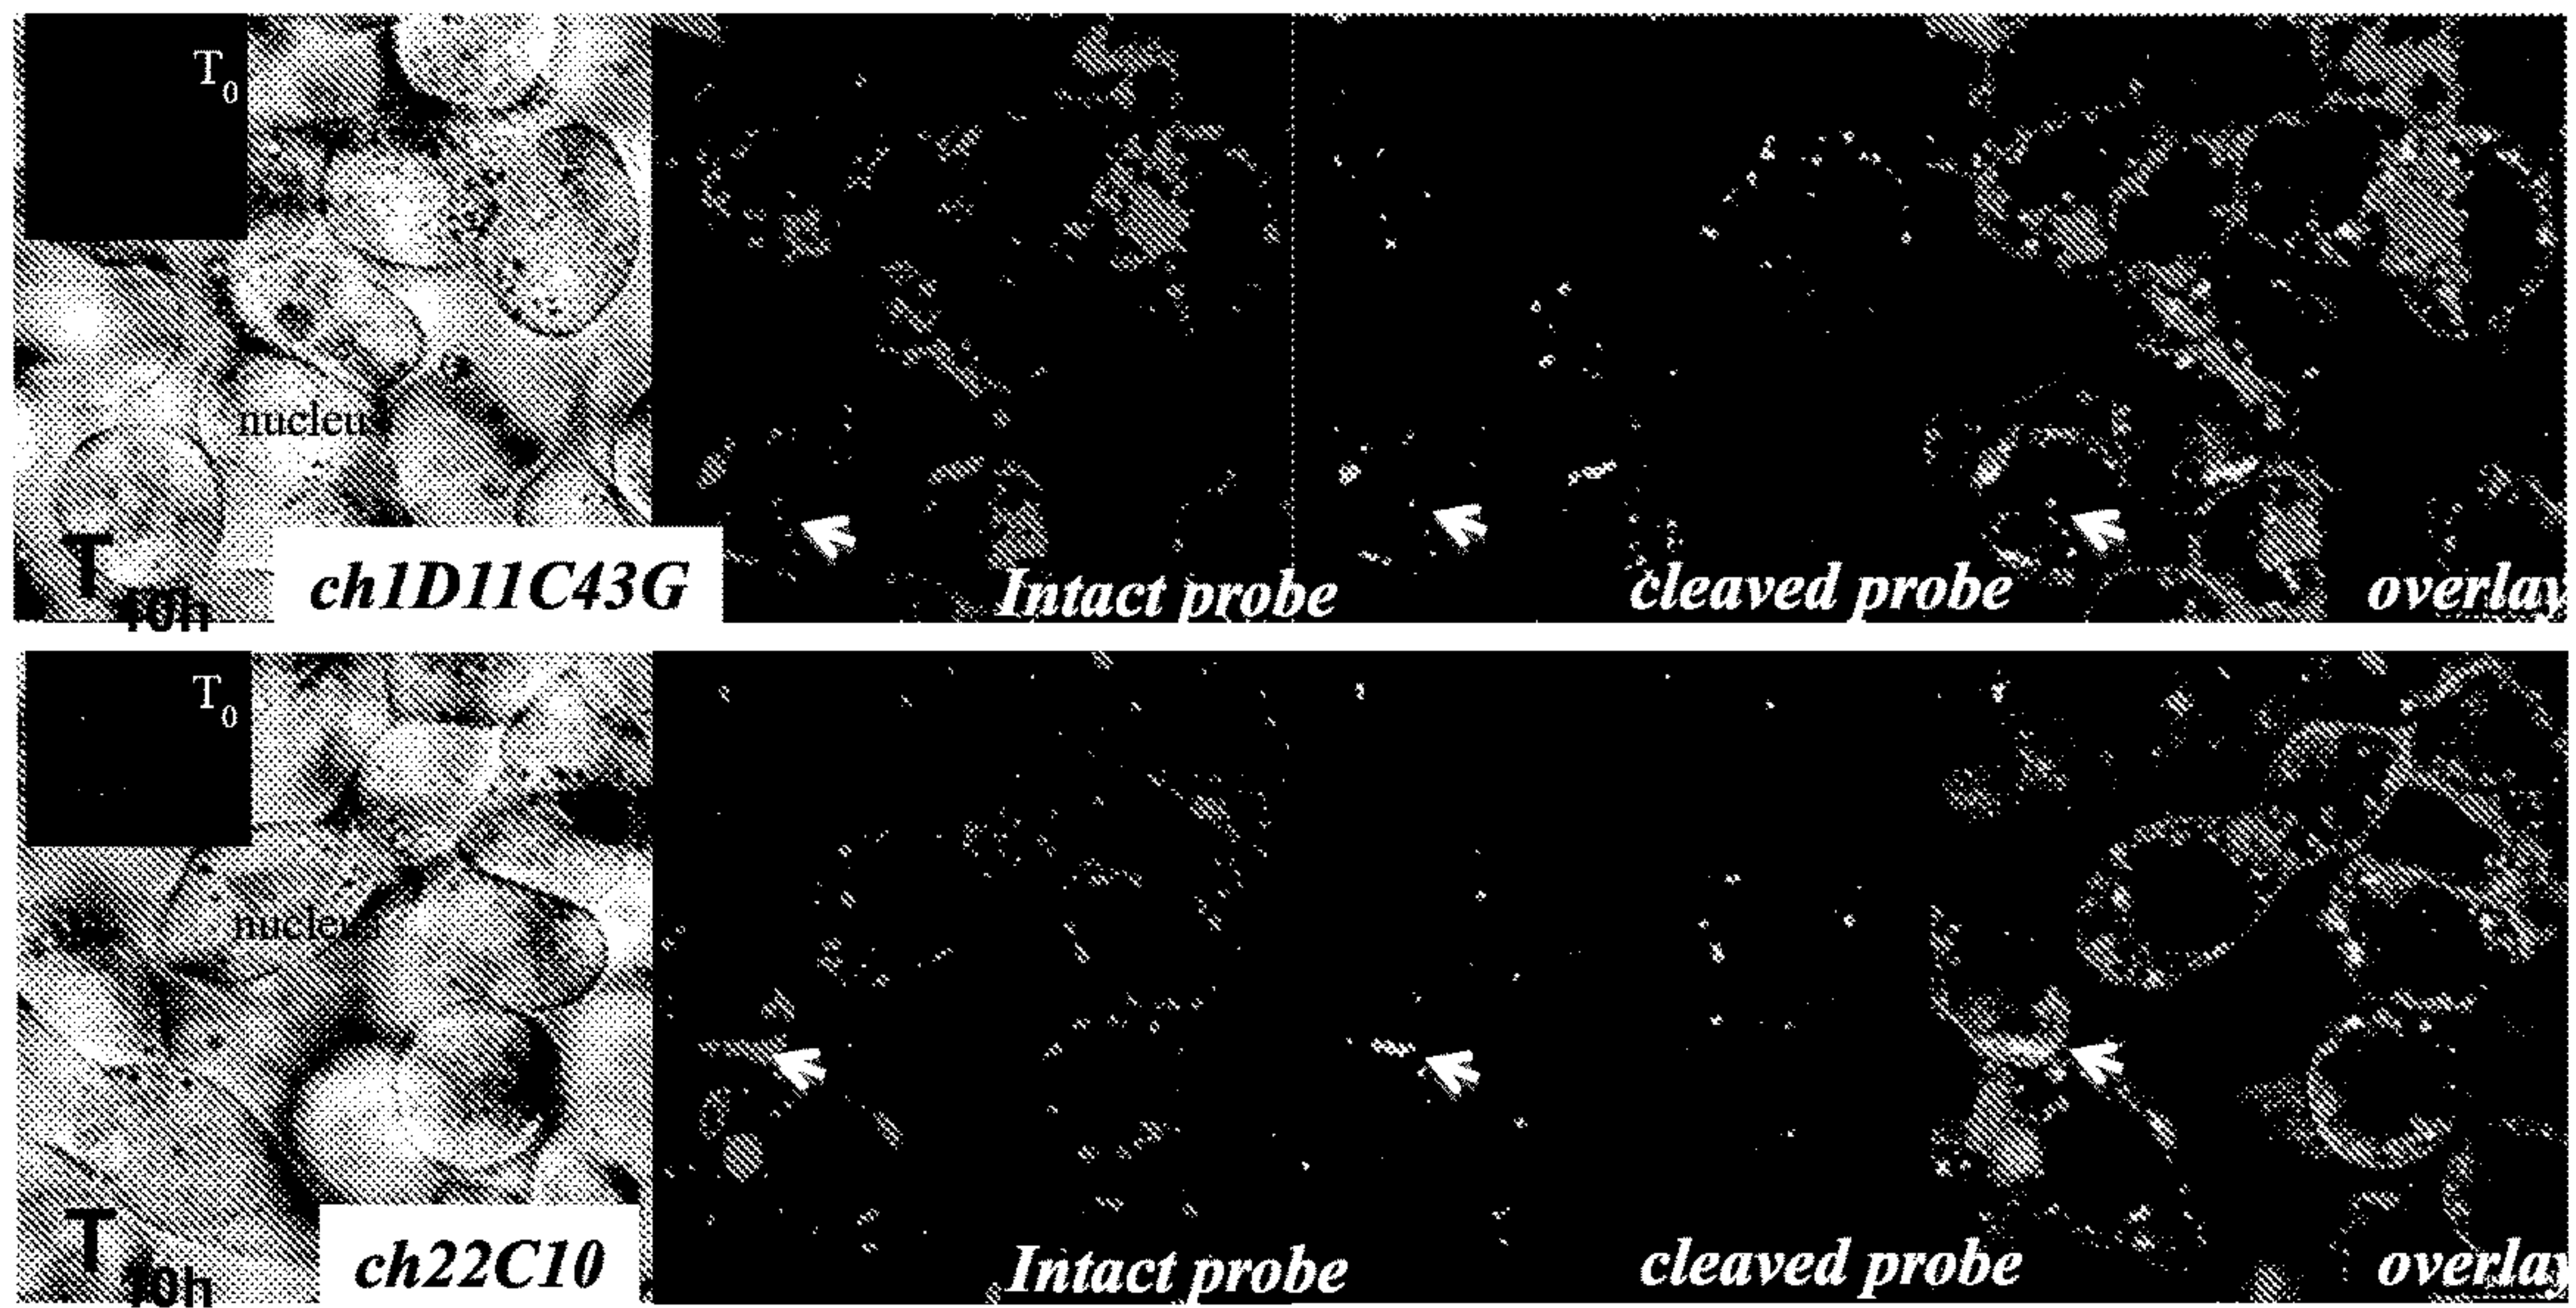 T0
nucleus
T10h
ch1D11C43G
Intact probe
cleaved probe
overlay
T0
nucleus
T10h
ch22C10
Intact probe
cleaved probe
overlay